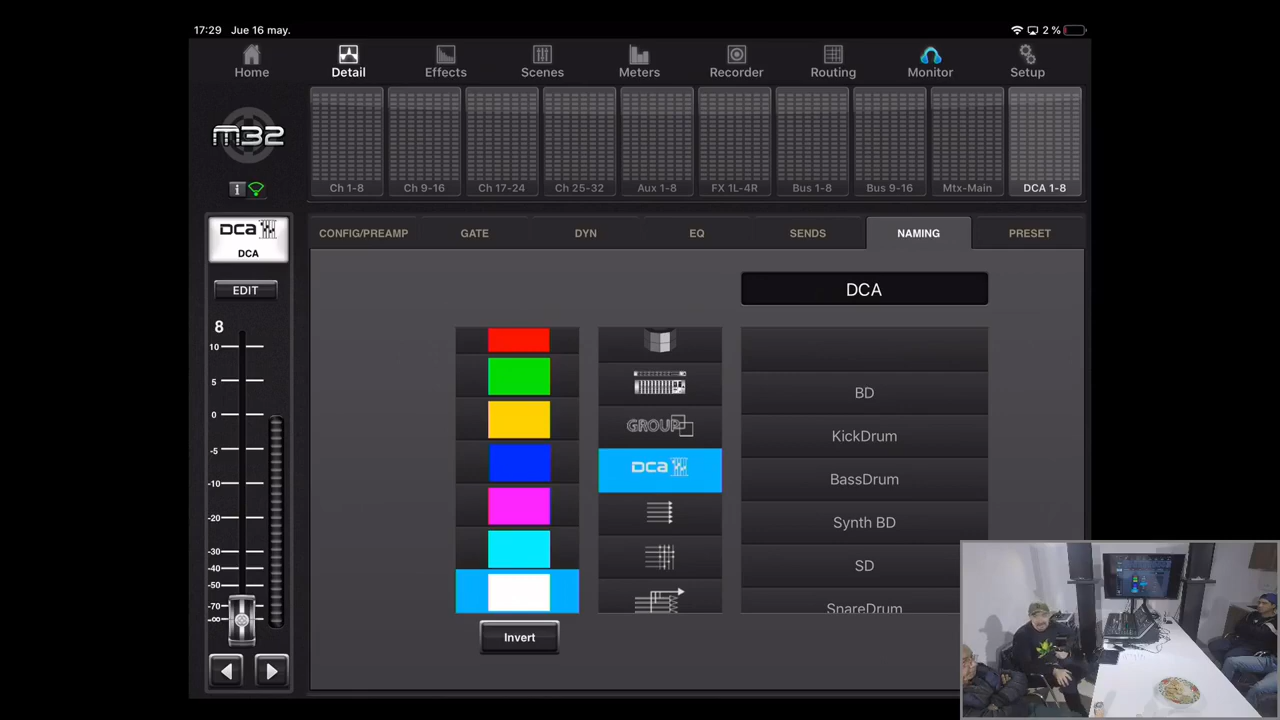 17:29 Jue 16 may.
2 %
Home Detail Effects Scenes Meters Recorder Routing Monitor Setup
M32
i
Ch 1-8 Ch 9-16 Ch 17-24 Ch 25-32 Aux 1-8 FX 1L-4R Bus 1-8 Bus 9-16 Mtx-Main DCA 1-8
CONFIG/PREAMP GATE DYN EQ SENDS NAMING PRESET
DCA
DCA
EDIT
8
10
5
0
-5
-10
-20
-30
-40
-50
-70
-∞
DCA
GROUP
DCA
BD
KickDrum
BassDrum
Synth BD
SD
SnareDrum
Invert